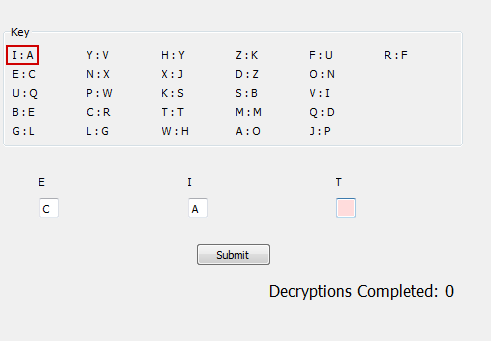 Key
I : A Y : V H : Y Z : K F : U R : F
E : C N : X X : J D : Z O : N
U : Q P : W K : S S : B V : I
B : E C : R T : T M : M Q : D
G : L L : G W : H A : O J : P
E I T
C A
Submit
Decryptions Completed: 0